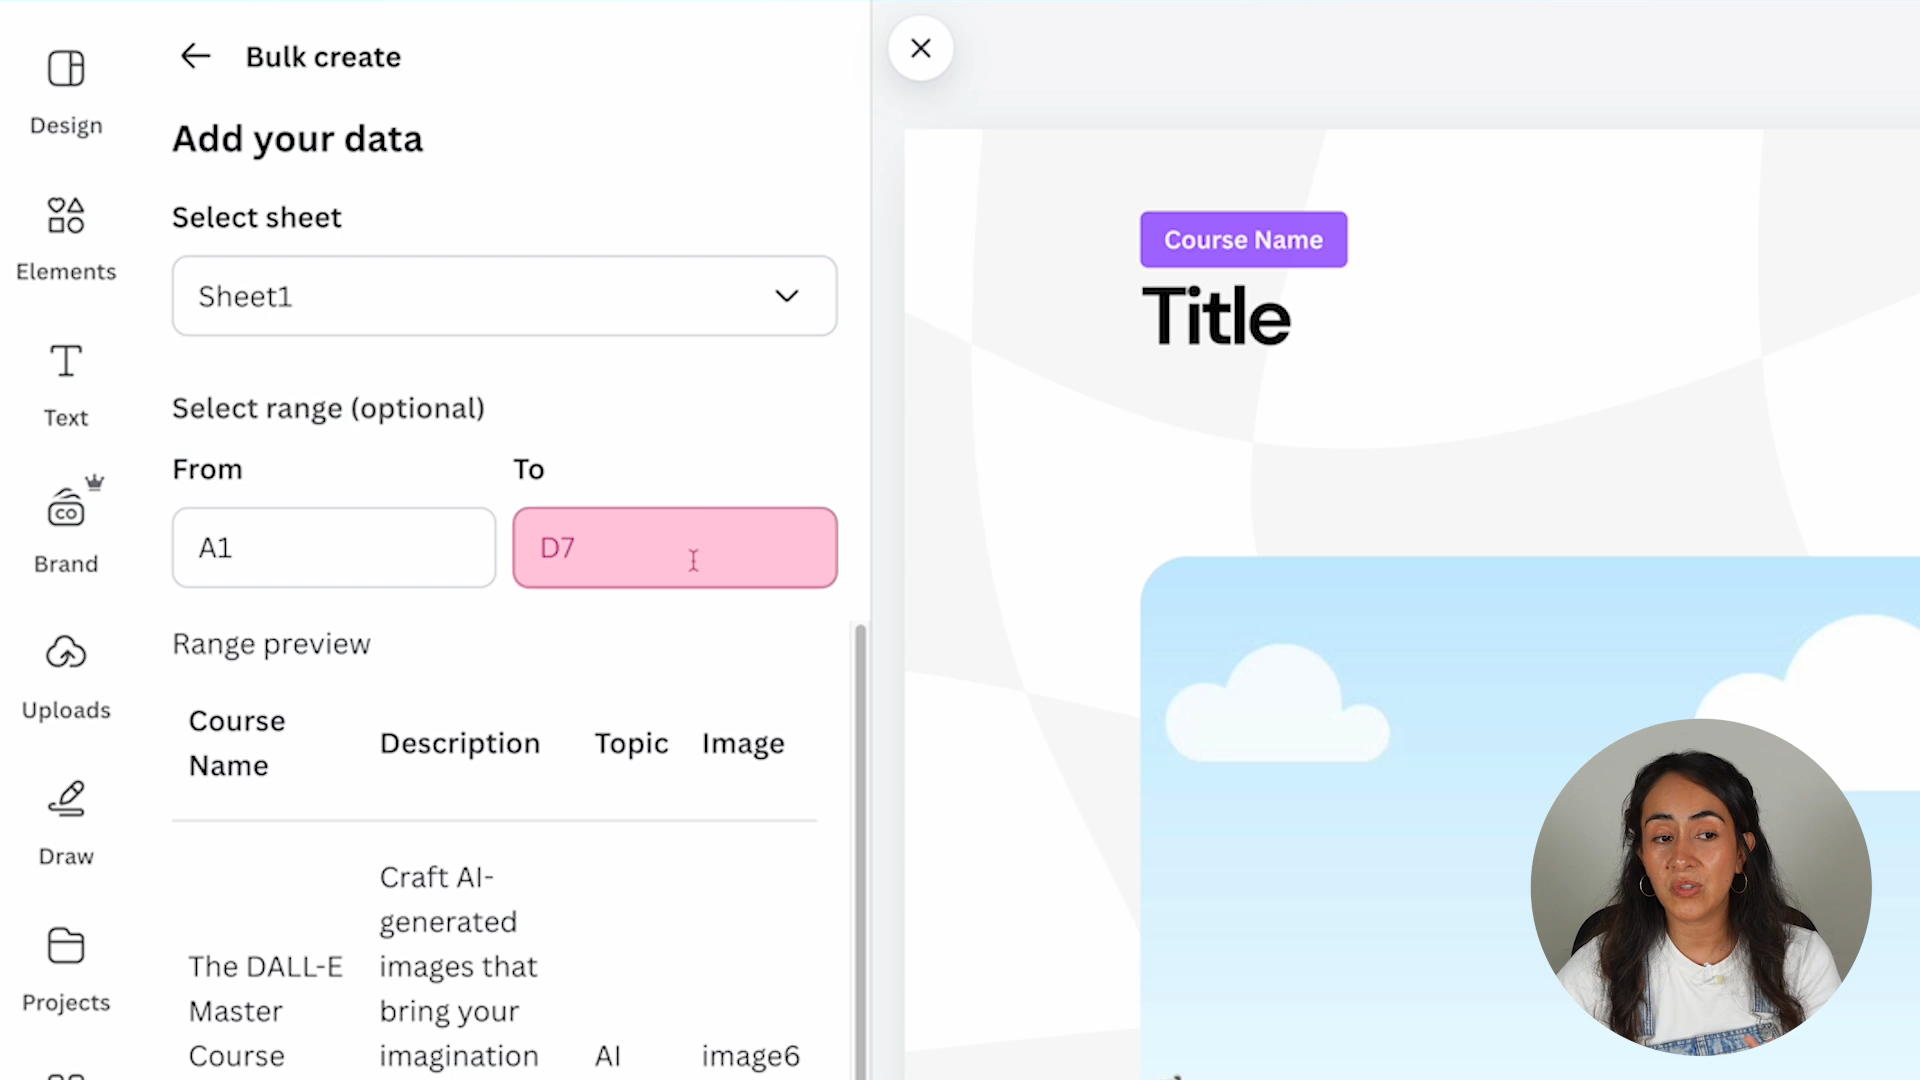 Design
Elements
Text
CO
Brand
Uploads
Draw
Projects
Bulk create
Add your data
Select sheet
Sheet1
Select range (optional)
From
To
A1
D7
Range preview
Course
Name
Description
Topic
Image
The DALL-E
Master
Course
Craft AI-
generated
images that
bring your
imagination
AI
image6
Course Name
Title